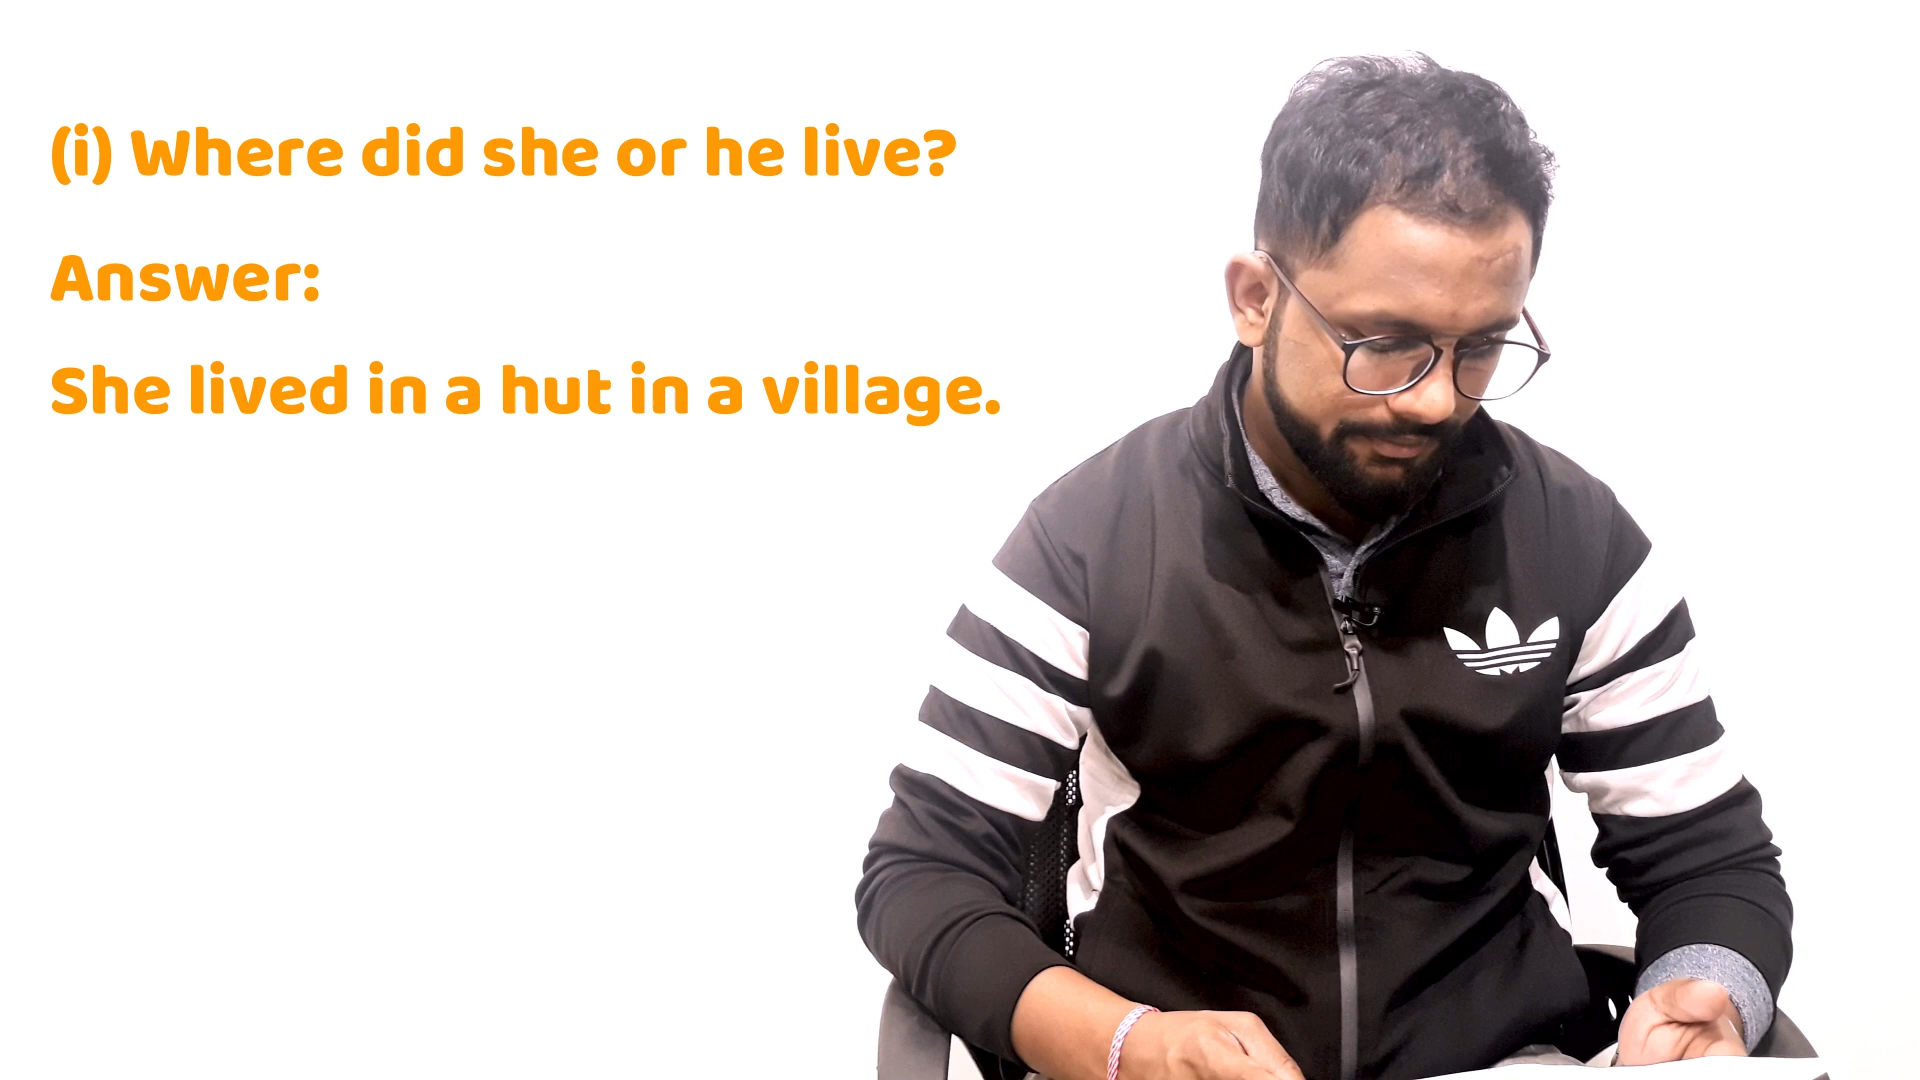 (i) Where did she or he live?
Answer:
She lived in a hut in a village.